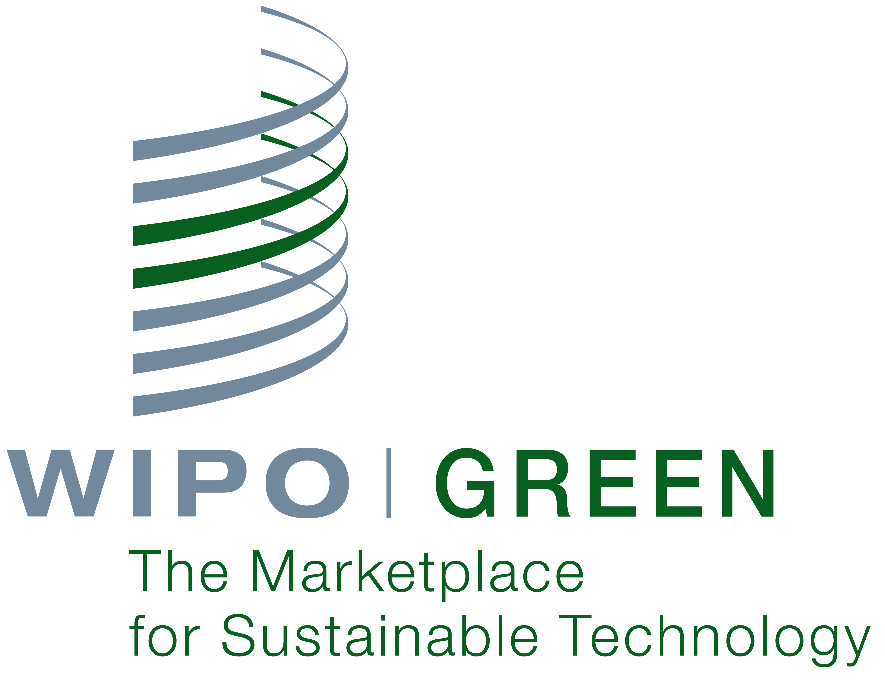 WIPO | GREEN
The Marketplace
for Sustainable Technology